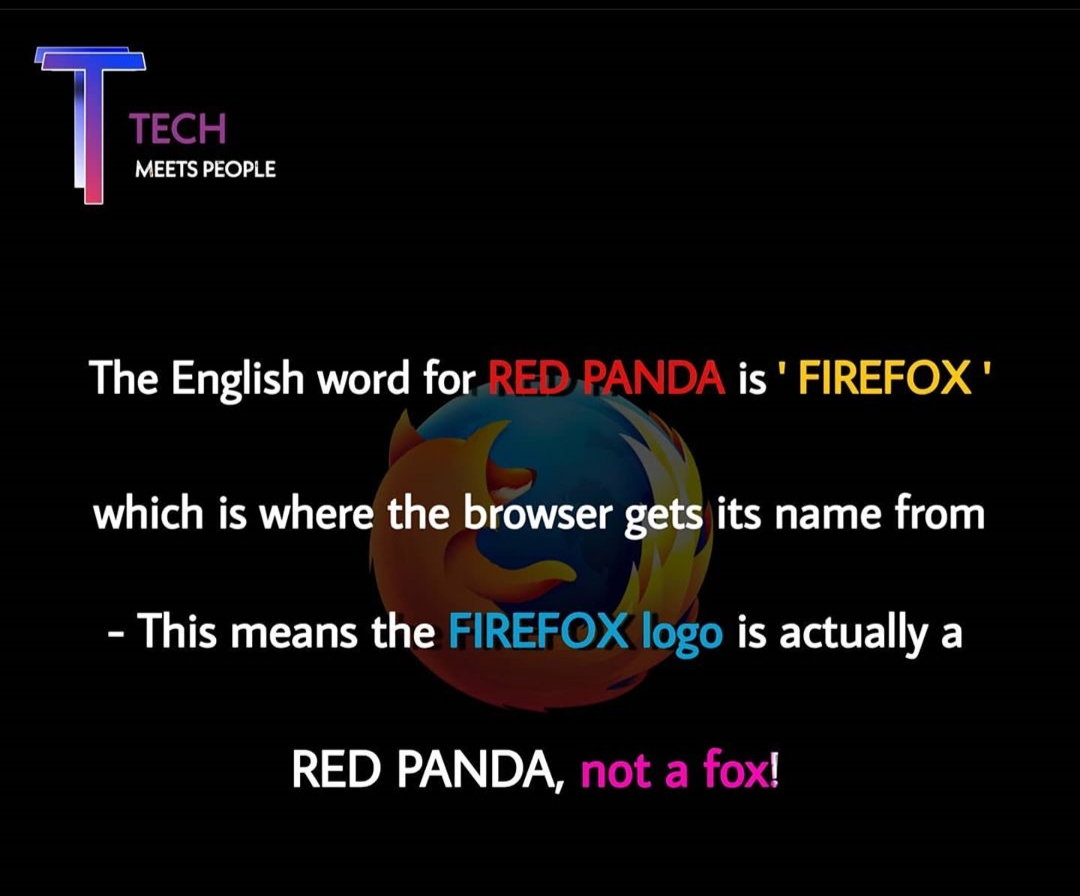 T
TECH
MEETS PEOPLE
The English word for RED PANDA is ' FIREFOX '
which is where the browser gets its name from
- This means the FIREFOX logo is actually a
RED PANDA, not a fox!